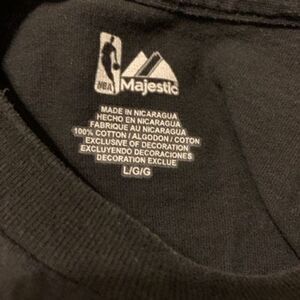 NBA Majestic
MADE IN NICARAGUA
HECHO EN NICARAGUA
FABRIQUE AU NICARAGUA
100% COTTON / ALGODON / COTON
EXCLUSIVE OF DECORATION
EXCLUYENDO DECORACIONES
DECORATION EXCLUE
L/G/G